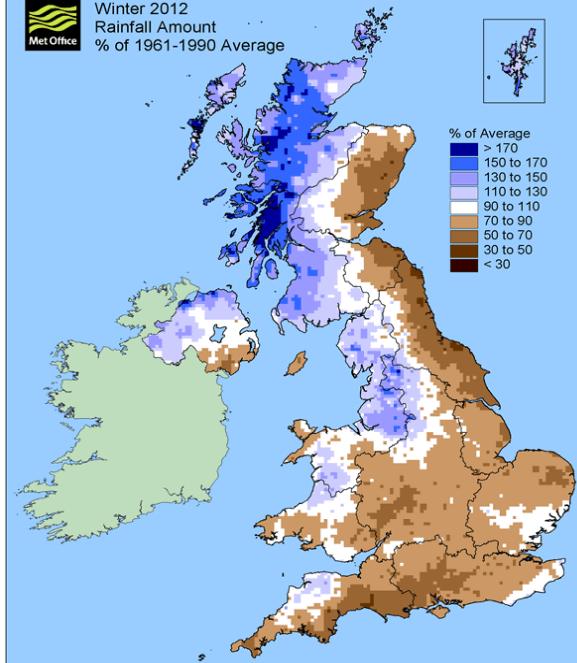 Winter 2012
Rainfall Amount
% of 1961-1990 Average
Met Office
% of Average
> 170
150 to 170
130 to 150
110 to 130
90 to 110
70 to 90
50 to 70
30 to 50
< 30